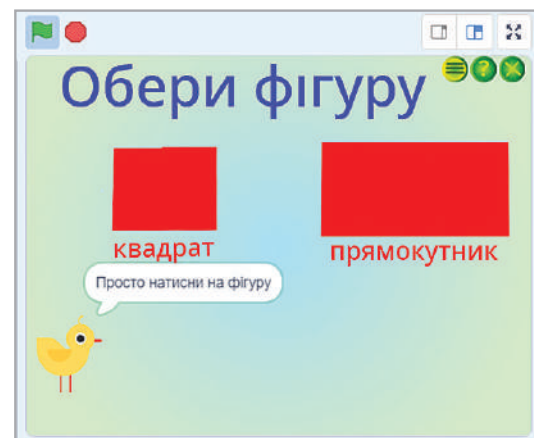 Обери фігуру
квадрат
прямокутник
Просто натисни на фігуру